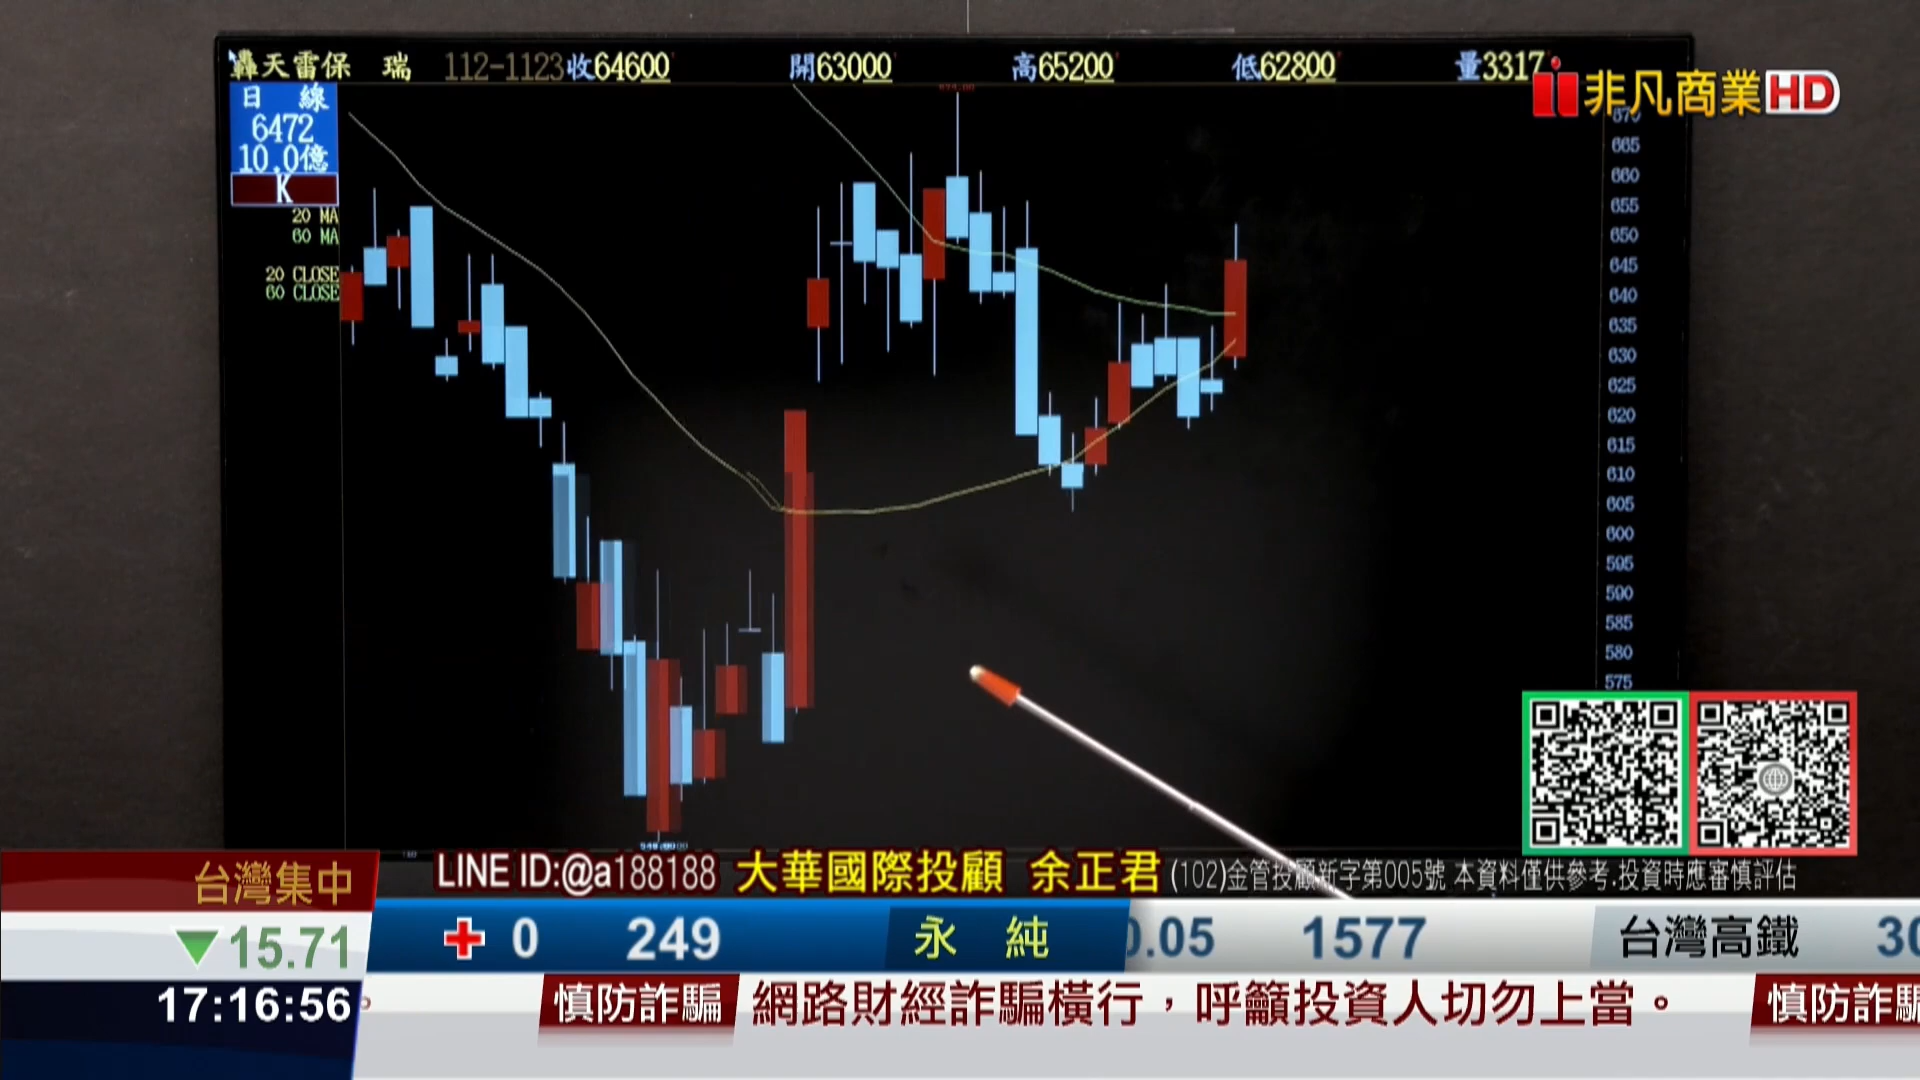 轟天雷保 瑞 112-1123收64600 開63000 高65200 低62800 量3317
非凡商業HD
日 線
6472
10.0億
K
20 MA
60 MA
20 CLOSE
60 CLOSE
670
665
660
655
650
645
640
635
630
625
620
615
610
605
600
595
590
585
580
575
LINE ID:@a188188 大華國際投顧 余正君 (102)金管投顧新字第005號 本資料僅供參考.投資時應審慎評估
台灣集中
▼15.71
0 249 永 純 0.05 1577 台灣高鐵 30
17:16:56
慎防詐騙 網路財經詐騙橫行，呼籲投資人切勿上當。 慎防詐騙